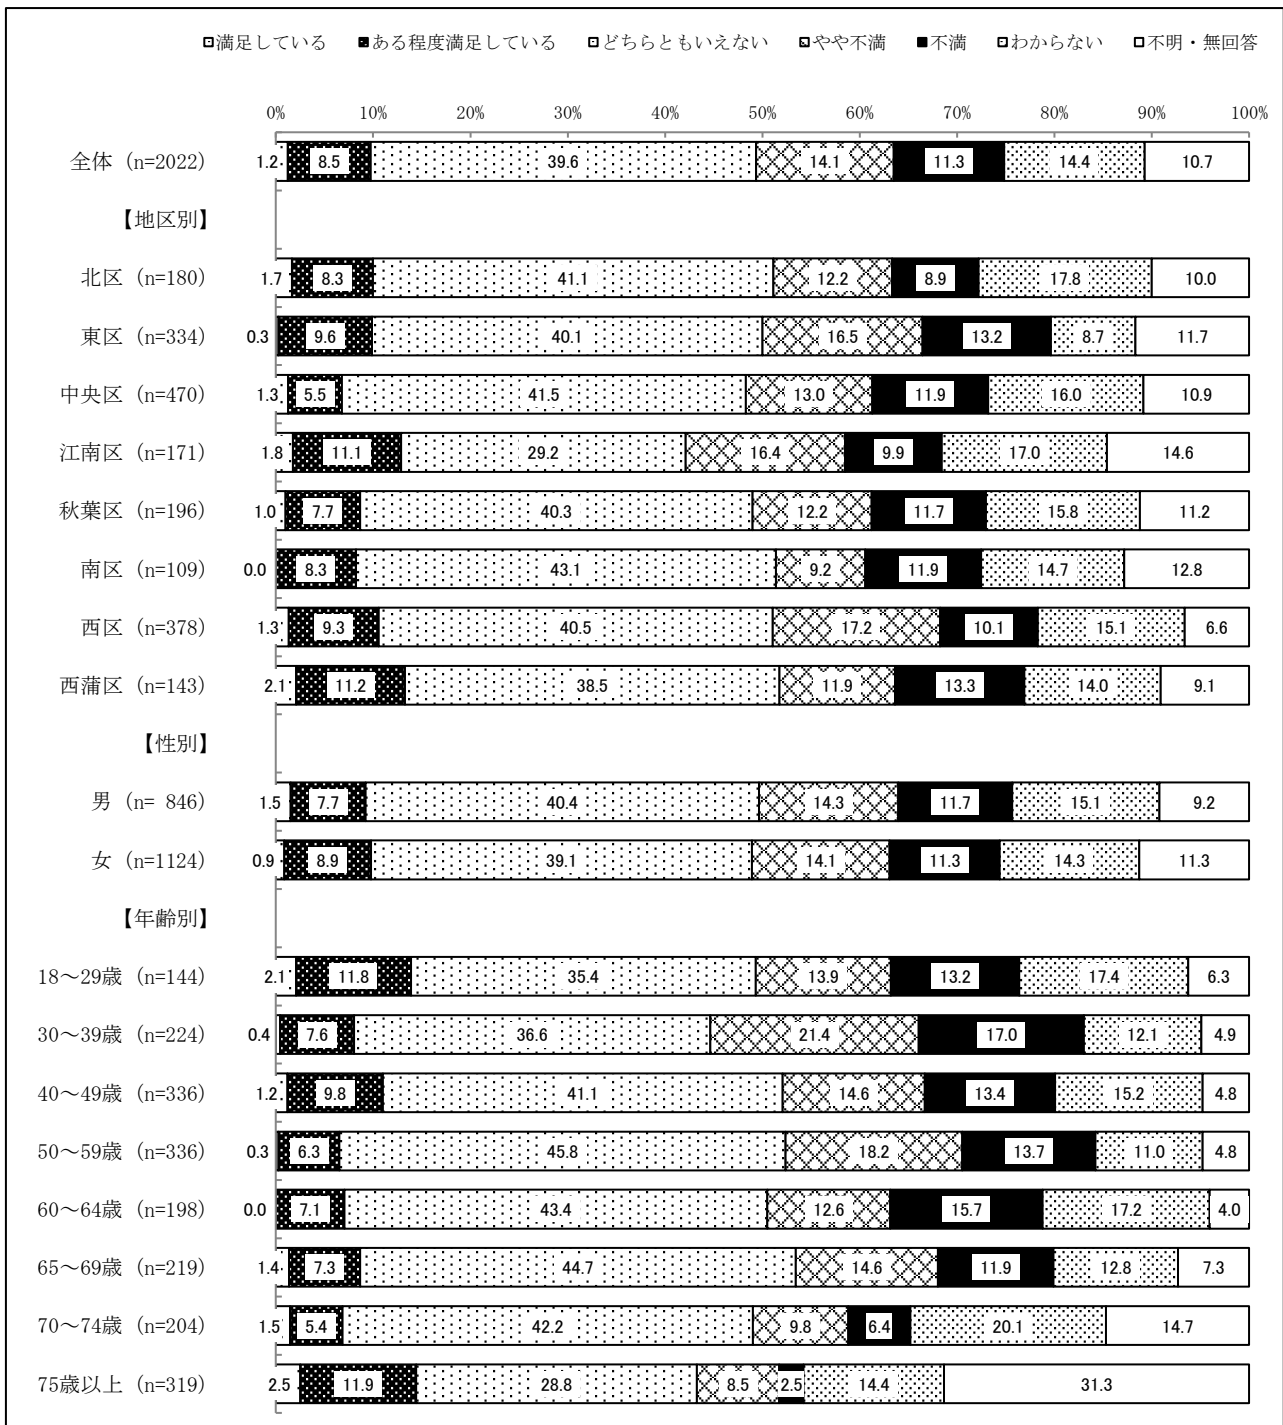 満足している ある程度満足している どちらともいえない やや不満 不満 わからない 不明・無回答
0% 10% 20% 30% 40% 50% 60% 70% 80% 90% 100%
全体 (n=2022) 1.2 8.5 39.6 14.1 11.3 14.4 10.7
【地区別】
北区 (n=180) 1.7 8.3 41.1 12.2 8.9 17.8 10.0
東区 (n=334) 0.3 9.6 40.1 16.5 13.2 8.7 11.7
中央区 (n=470) 1.3 5.5 41.5 13.0 11.9 16.0 10.9
江南区 (n=171) 1.8 11.1 29.2 16.4 9.9 17.0 14.6
秋葉区 (n=196) 1.0 7.7 40.3 12.2 11.7 15.8 11.2
南区 (n=109) 0.0 8.3 43.1 9.2 11.9 14.7 12.8
西区 (n=378) 1.3 9.3 40.5 17.2 10.1 15.1 6.6
西蒲区 (n=143) 2.1 11.2 38.5 11.9 13.3 14.0 9.1
【性別】
男 (n= 846) 1.5 7.7 40.4 14.3 11.7 15.1 9.2
女 (n=1124) 0.9 8.9 39.1 14.1 11.3 14.3 11.3
【年齢別】
18～29歳 (n=144) 2.1 11.8 35.4 13.9 13.2 17.4 6.3
30～39歳 (n=224) 0.4 7.6 36.6 21.4 17.0 12.1 4.9
40～49歳 (n=336) 1.2 9.8 41.1 14.6 13.4 15.2 4.8
50～59歳 (n=336) 0.3 6.3 45.8 18.2 13.7 11.0 4.8
60～64歳 (n=198) 0.0 7.1 43.4 12.6 15.7 17.2 4.0
65～69歳 (n=219) 1.4 7.3 44.7 14.6 11.9 12.8 7.3
70～74歳 (n=204) 1.5 5.4 42.2 9.8 6.4 20.1 14.7
75歳以上 (n=319) 2.5 11.9 28.8 8.5 2.5 14.4 31.3